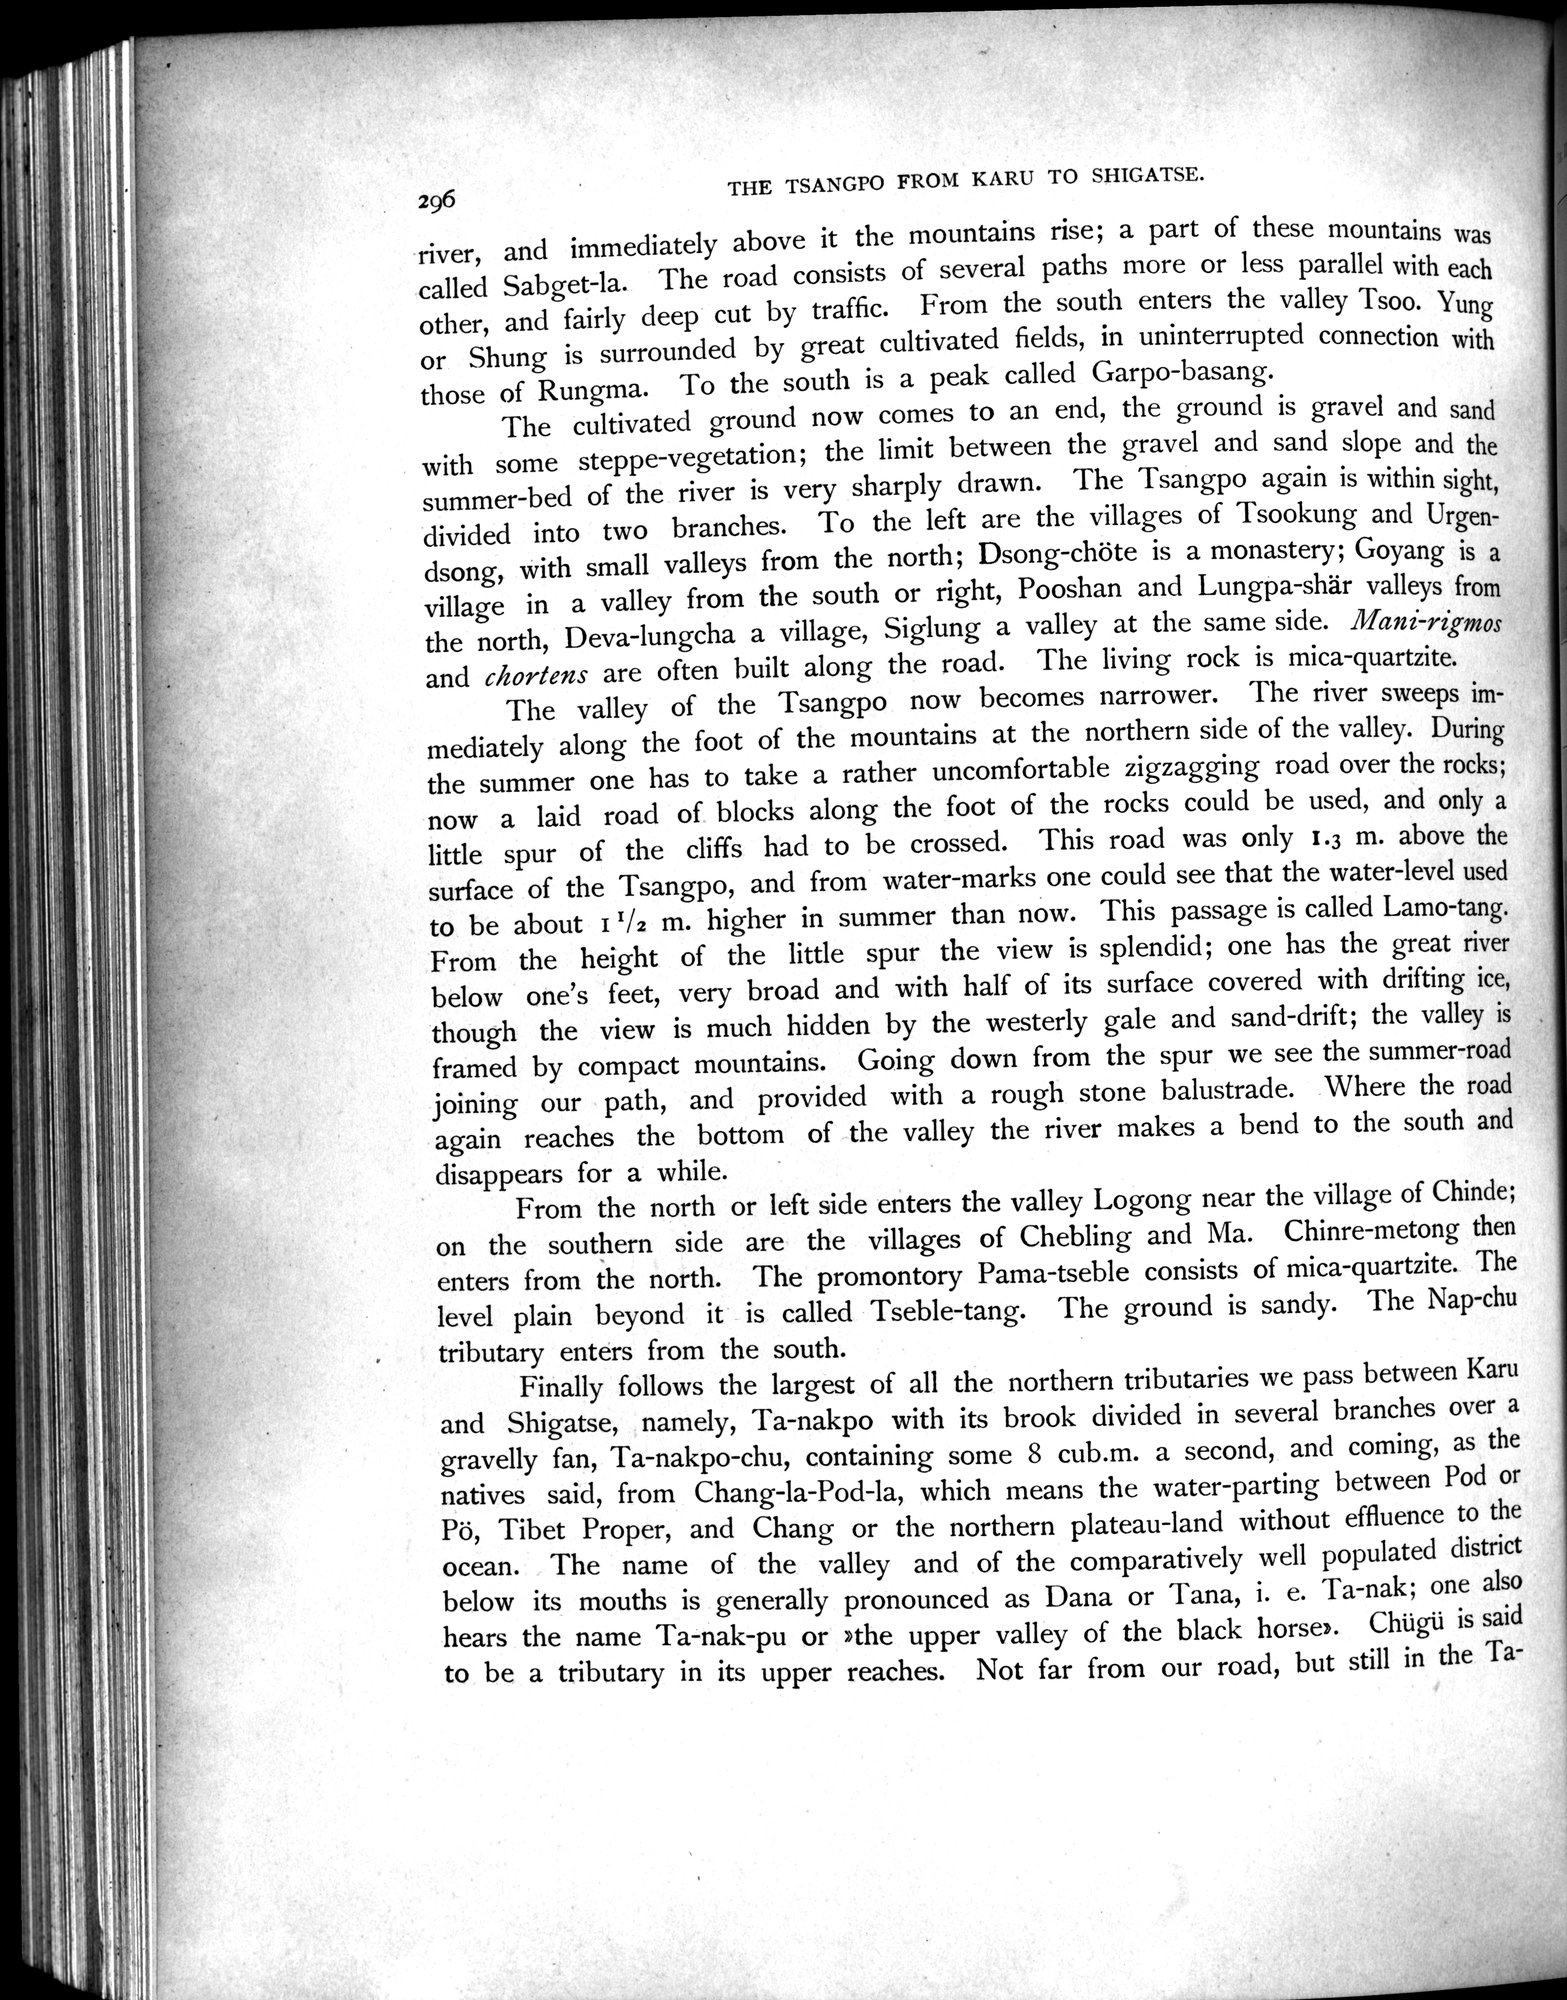 296
THE TSANGPO FROM KARU TO SHIGATSE.
river, and immediately above it the mountains rise; a part of these mountains was
called Sabget-la. The road consists of several paths more or less parallel with each
other, and fairly deep cut by traffic. From the south enters the valley Tsoo. Yung
or Shung is surrounded by great cultivated fields, in uninterrupted connection with
those of Rungma. To the south is a peak called Garpo-basang.
The cultivated ground now comes to an end, the ground is gravel and sand
with some steppe-vegetation; the limit between the gravel and sand slope and the
summer-bed of the river is very sharply drawn. The Tsangpo again is within sight,
divided into two branches. To the left are the villages of Tsookung and Urgen-
dsong, with small valleys from the north; Dsong-chöte is a monastery; Goyang is a
village in a valley from the south or right, Pooshan and Lungpa-shär valleys from
the north, Deva-lungcha a village, Siglung a valley at the same side. Mani-rigmos
and chortens are often built along the road. The living rock is mica-quartzite.
The valley of the Tsangpo now becomes narrower. The river sweeps im-
mediately along the foot of the mountains at the northern side of the valley. During
the summer one has to take a rather uncomfortable zigzagging road over the rocks;
now a laid road of blocks along the foot of the rocks could be used, and only a
little spur of the cliffs had to be crossed. This road was only 1.3 m. above the
surface of the Tsangpo, and from water-marks one could see that the water-level used
to be about 1 1/2 m. higher in summer than now. This passage is called Lamo-tang.
From the height of the little spur the view is splendid; one has the great river
below one's feet, very broad and with half of its surface covered with drifting ice,
though the view is much hidden by the westerly gale and sand-drift; the valley is
framed by compact mountains. Going down from the spur we see the summer-road
joining our path, and provided with a rough stone balustrade. Where the road
again reaches the bottom of the valley the river makes a bend to the south and
disappears for a while.
From the north or left side enters the valley Logong near the village of Chinde;
on the southern side are the villages of Chebling and Ma. Chinre-metong then
enters from the north. The promontory Pama-tseble consists of mica-quartzite. The
level plain beyond it is called Tseble-tang. The ground is sandy. The Nap-chu
tributary enters from the south.
Finally follows the largest of all the northern tributaries we pass between Karu
and Shigatse, namely, Ta-nakpo with its brook divided in several branches over a
gravelly fan, Ta-nakpo-chu, containing some 8 cub.m. a second, and coming, as the
natives said, from Chang-la-Pod-la, which means the water-parting between Pod or
Pö, Tibet Proper, and Chang or the northern plateau-land without effluence to the
ocean. The name of the valley and of the comparatively well populated district
below its mouths is generally pronounced as Dana or Tana, i. e. Ta-nak; one also
hears the name Ta-nak-pu or »the upper valley of the black horse». Chügü is said
to be a tributary in its upper reaches. Not far from our road, but still in the Ta-